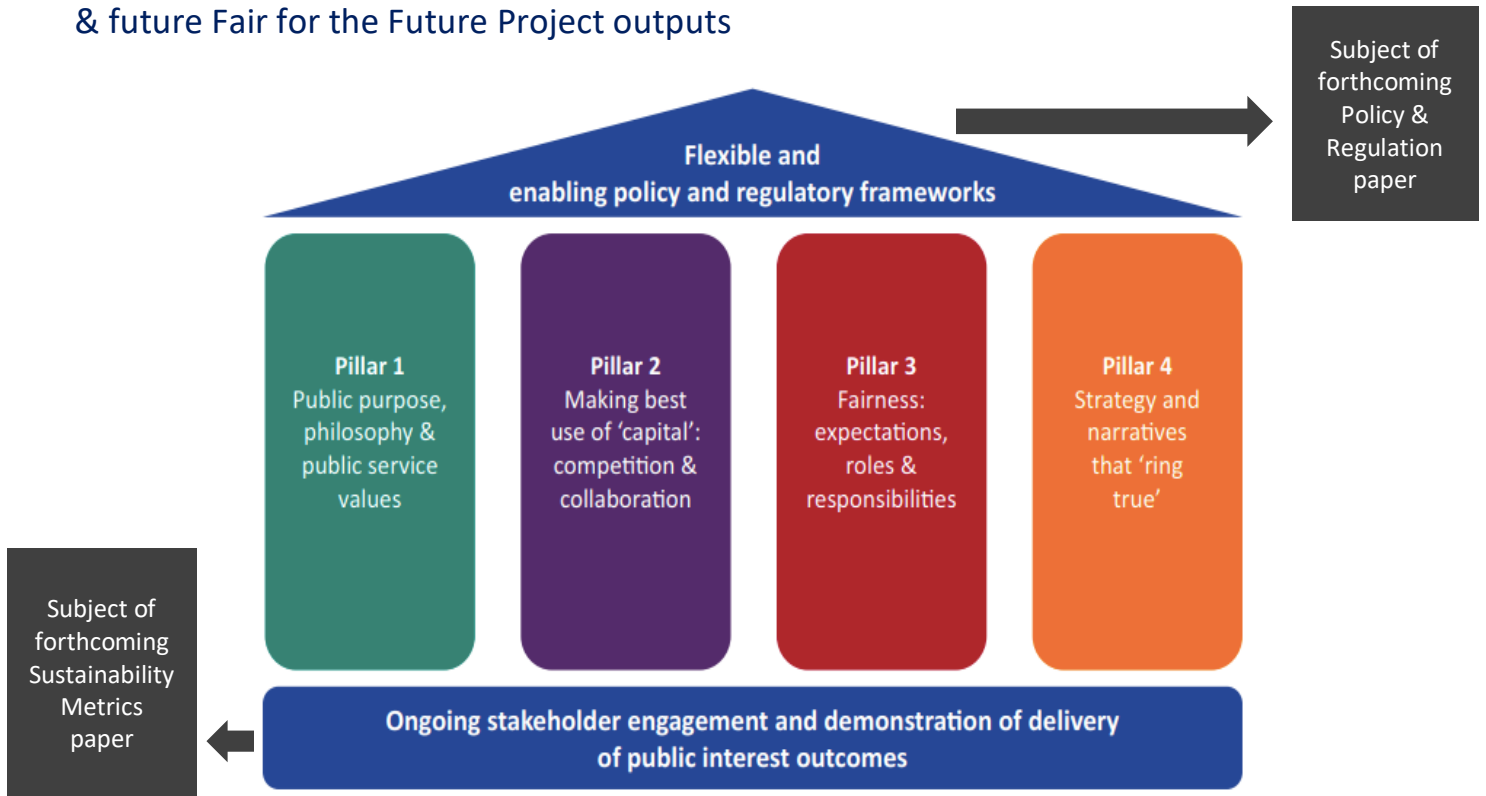 & future Fair for the Future Project outputs
Subject of
forthcoming
Policy &
Regulation
paper
Flexible and
enabling policy and regulatory frameworks
Pillar 1
Public purpose,
philosophy &
public service
values
Pillar 2
Making best
use of ‘capital’:
competition &
collaboration
Pillar 3
Fairness:
expectations,
roles &
responsibilities
Pillar 4
Strategy and
narratives
that ‘ring
true’
Subject of
forthcoming
Sustainability
Metrics
paper
Ongoing stakeholder engagement and demonstration of delivery
of public interest outcomes